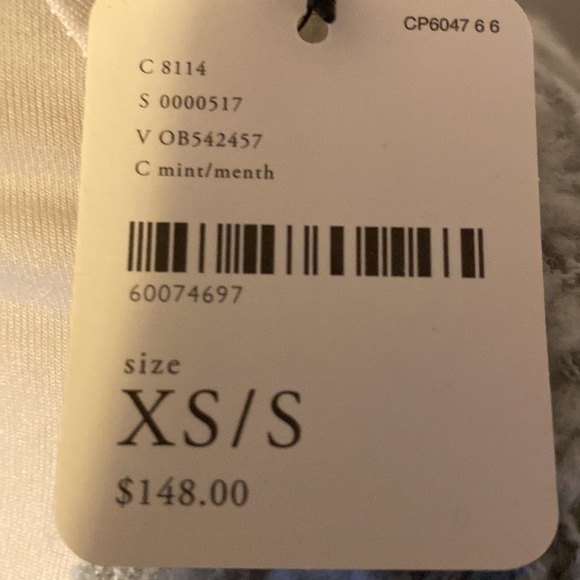 CP6047 6 6
C 8114
S 0000517
V OB542457
C mint/menth
60074697
size
XS/S
$148.00